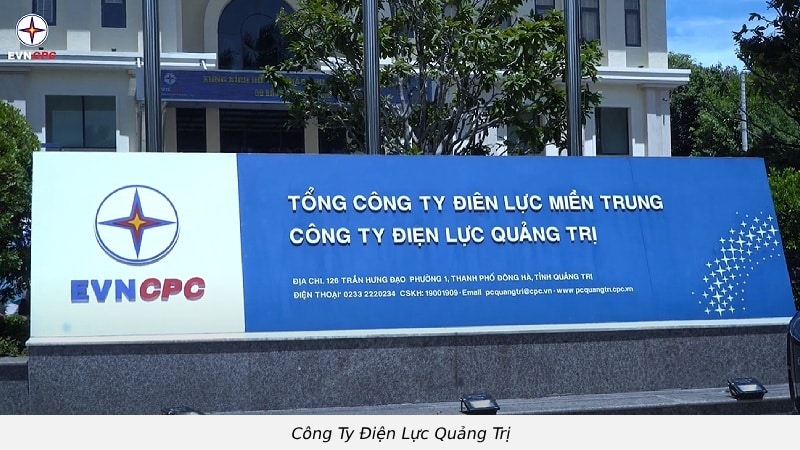 EVNCPC
TỔNG CÔNG TY ĐIỆN LỰC MIỀN TRUNG
CÔNG TY ĐIỆN LỰC QUẢNG TRỊ
ĐỊA CHỈ. 126 TRẦN HƯNG ĐẠO PHƯỜNG 1, THÀNH PHỐ ĐÔNG HÀ, TỈNH QUẢNG TRỊ
ĐIỆN THOẠI' 0233 2220234 CSKH: 19001909 - Email pcquangtri@cpc.vn - www pcquangtri.cpc.vn
EVNCPC
Công Ty Điện Lực Quảng Trị